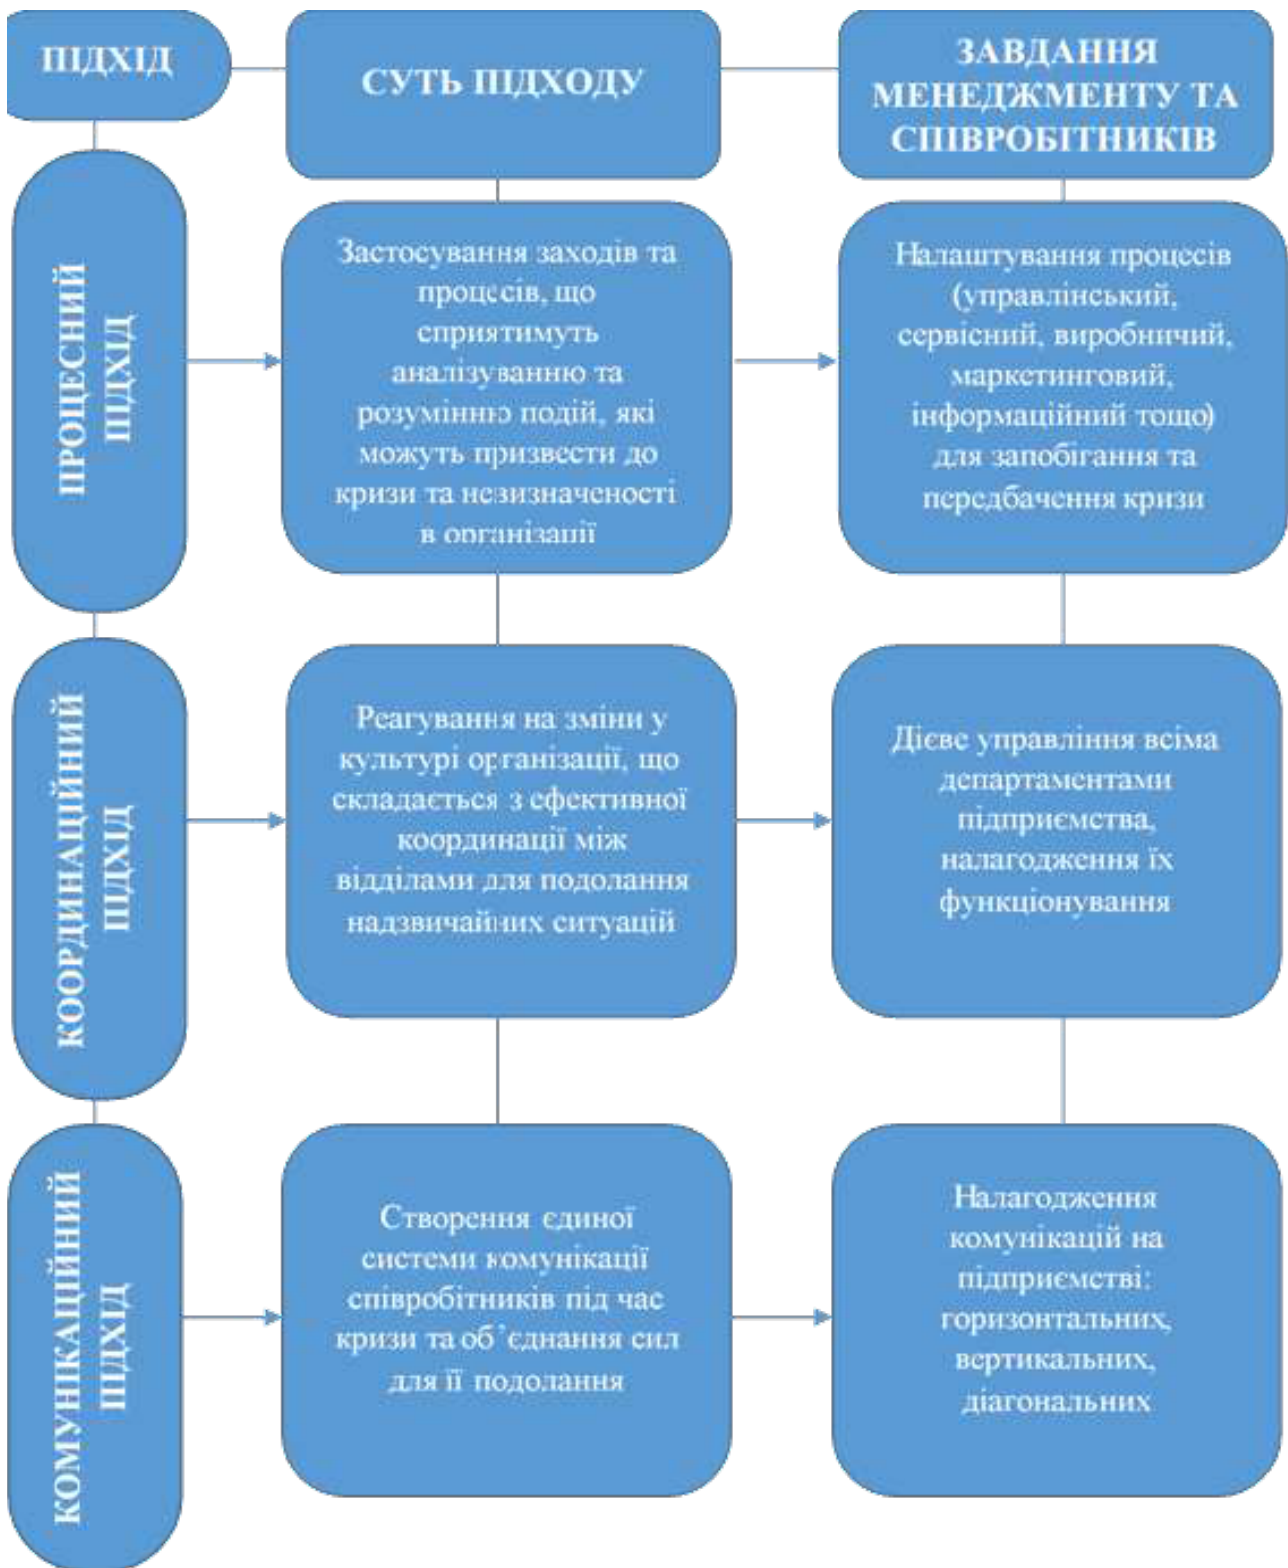 ПІДХІД
СУТЬ ПІДХОДУ
ЗАВДАННЯ
МЕНЕДЖМЕНТУ ТА
СПІВРОБІТНИКІВ
ПРОЦЕСНИЙ
ПІДХІД
Застосування заходів та
процесів, що
сприятимуть
аналізуванню та
розумінню подій, які
можуть призвести до
кризи та невизначеності
в організації
Налаштування процесів
(управлінський,
сервісний, виробничий,
маркетинговий,
інформаційний тощо)
для запобігання та
передбачення кризи
КООРДИНАЦІЙНИЙ
ПІДХІД
Реагування на зміни у
культурі організації, що
складається з ефективної
координації між
відділами для подолання
надзвичайних ситуацій
Дієве управління всіма
департаментами
підприємства,
налагодження їх
функціонування
КОМУНІКАЦІЙНИЙ
ПІДХІД
Створення єдиної
системи комунікації
співробітників під час
кризи та об’єднання сил
для її подолання
Налагодження
комунікацій на
підприємстві:
горизонтальних,
вертикальних,
діагональних